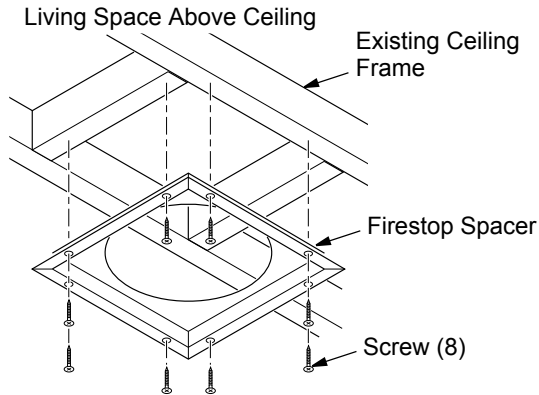 Living Space Above Ceiling
Existing Ceiling
Frame
Firestop Spacer
Screw (8)